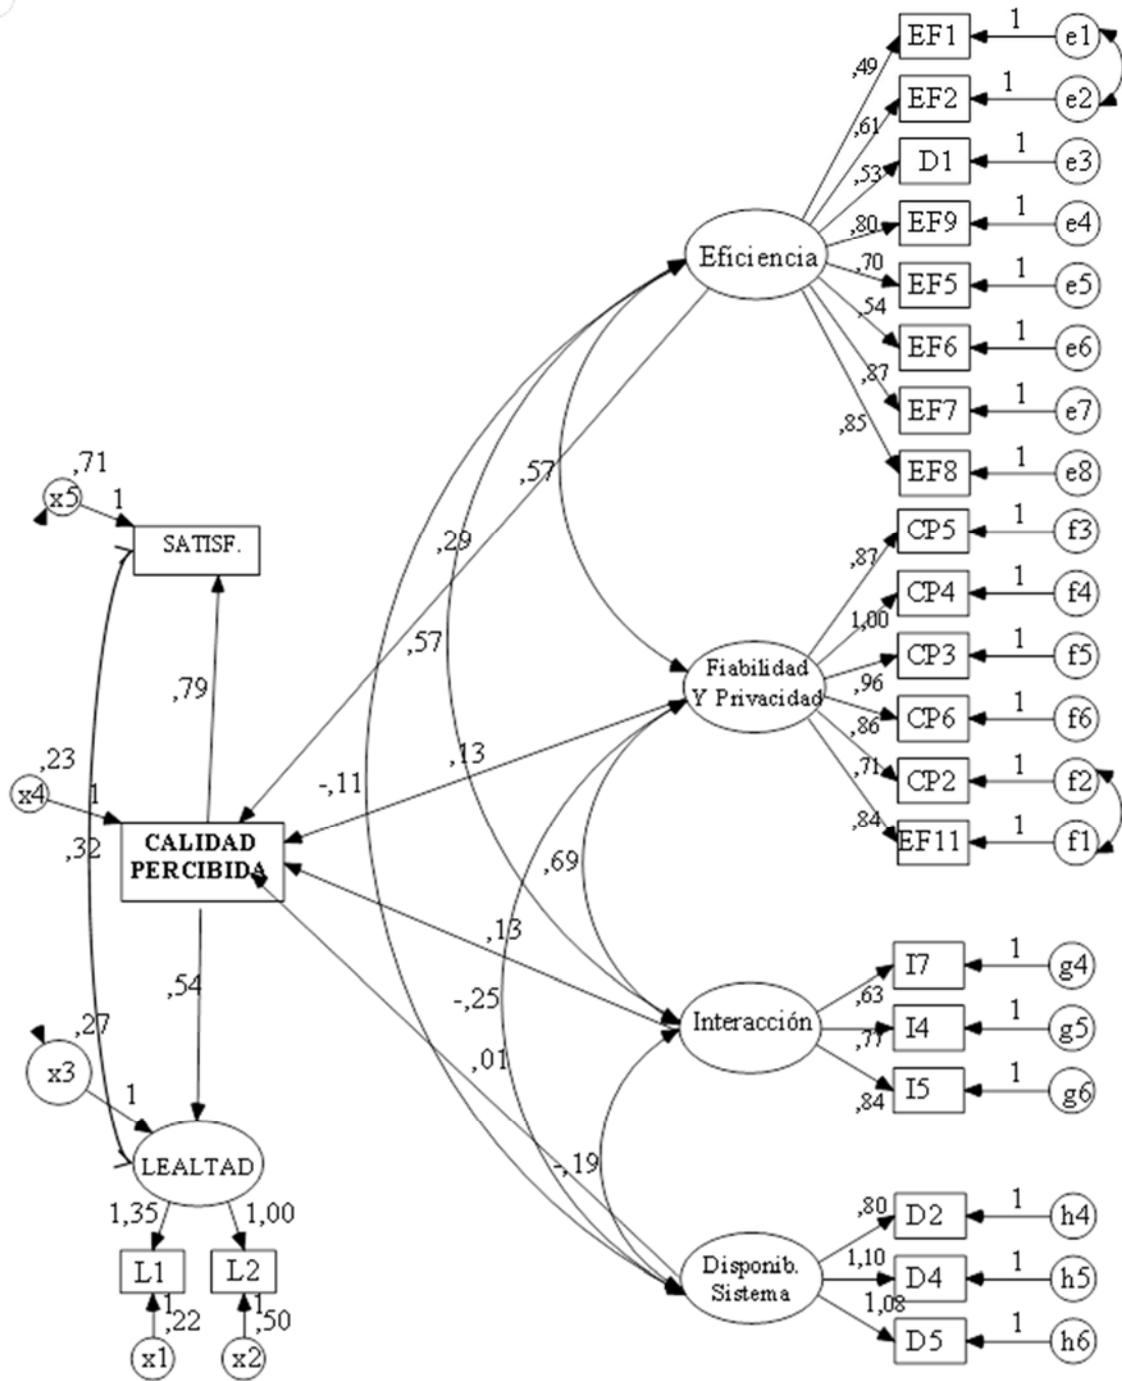 EF1
1
e1
,49
EF2
1
e2
,61
D1
1
e3
,53
EF9
1
e4
,80
Eficiencia
EF5
1
e5
,70
EF6
1
e6
,54
EF7
1
e7
,87
EF8
1
e8
,85
,57
,29
,57
CP5
1
f3
,87
CP4
1
f4
1,00
Fiabilidad
Y Privacidad
CP3
1
f5
,96
CP6
1
f6
,86
CP2
1
f2
,71
EF11
1
f1
,84
,71
x5
1
SATISF.
,79
,23
x4
1
,32
CALIDAD
PERCIBIDA
,13
-,11
,69
,13
-,25
,01
-,19
,54
,27
x3
1
LEALTAD
1,35
1,00
L1
L2
1
,22
1
,50
x1
x2
Interacción
I7
1
g4
,63
I4
1
g5
,77
I5
1
g6
,84
Disponib.
Sistema
D2
1
h4
,80
D4
1
h5
1,10
D5
1
h6
1,08